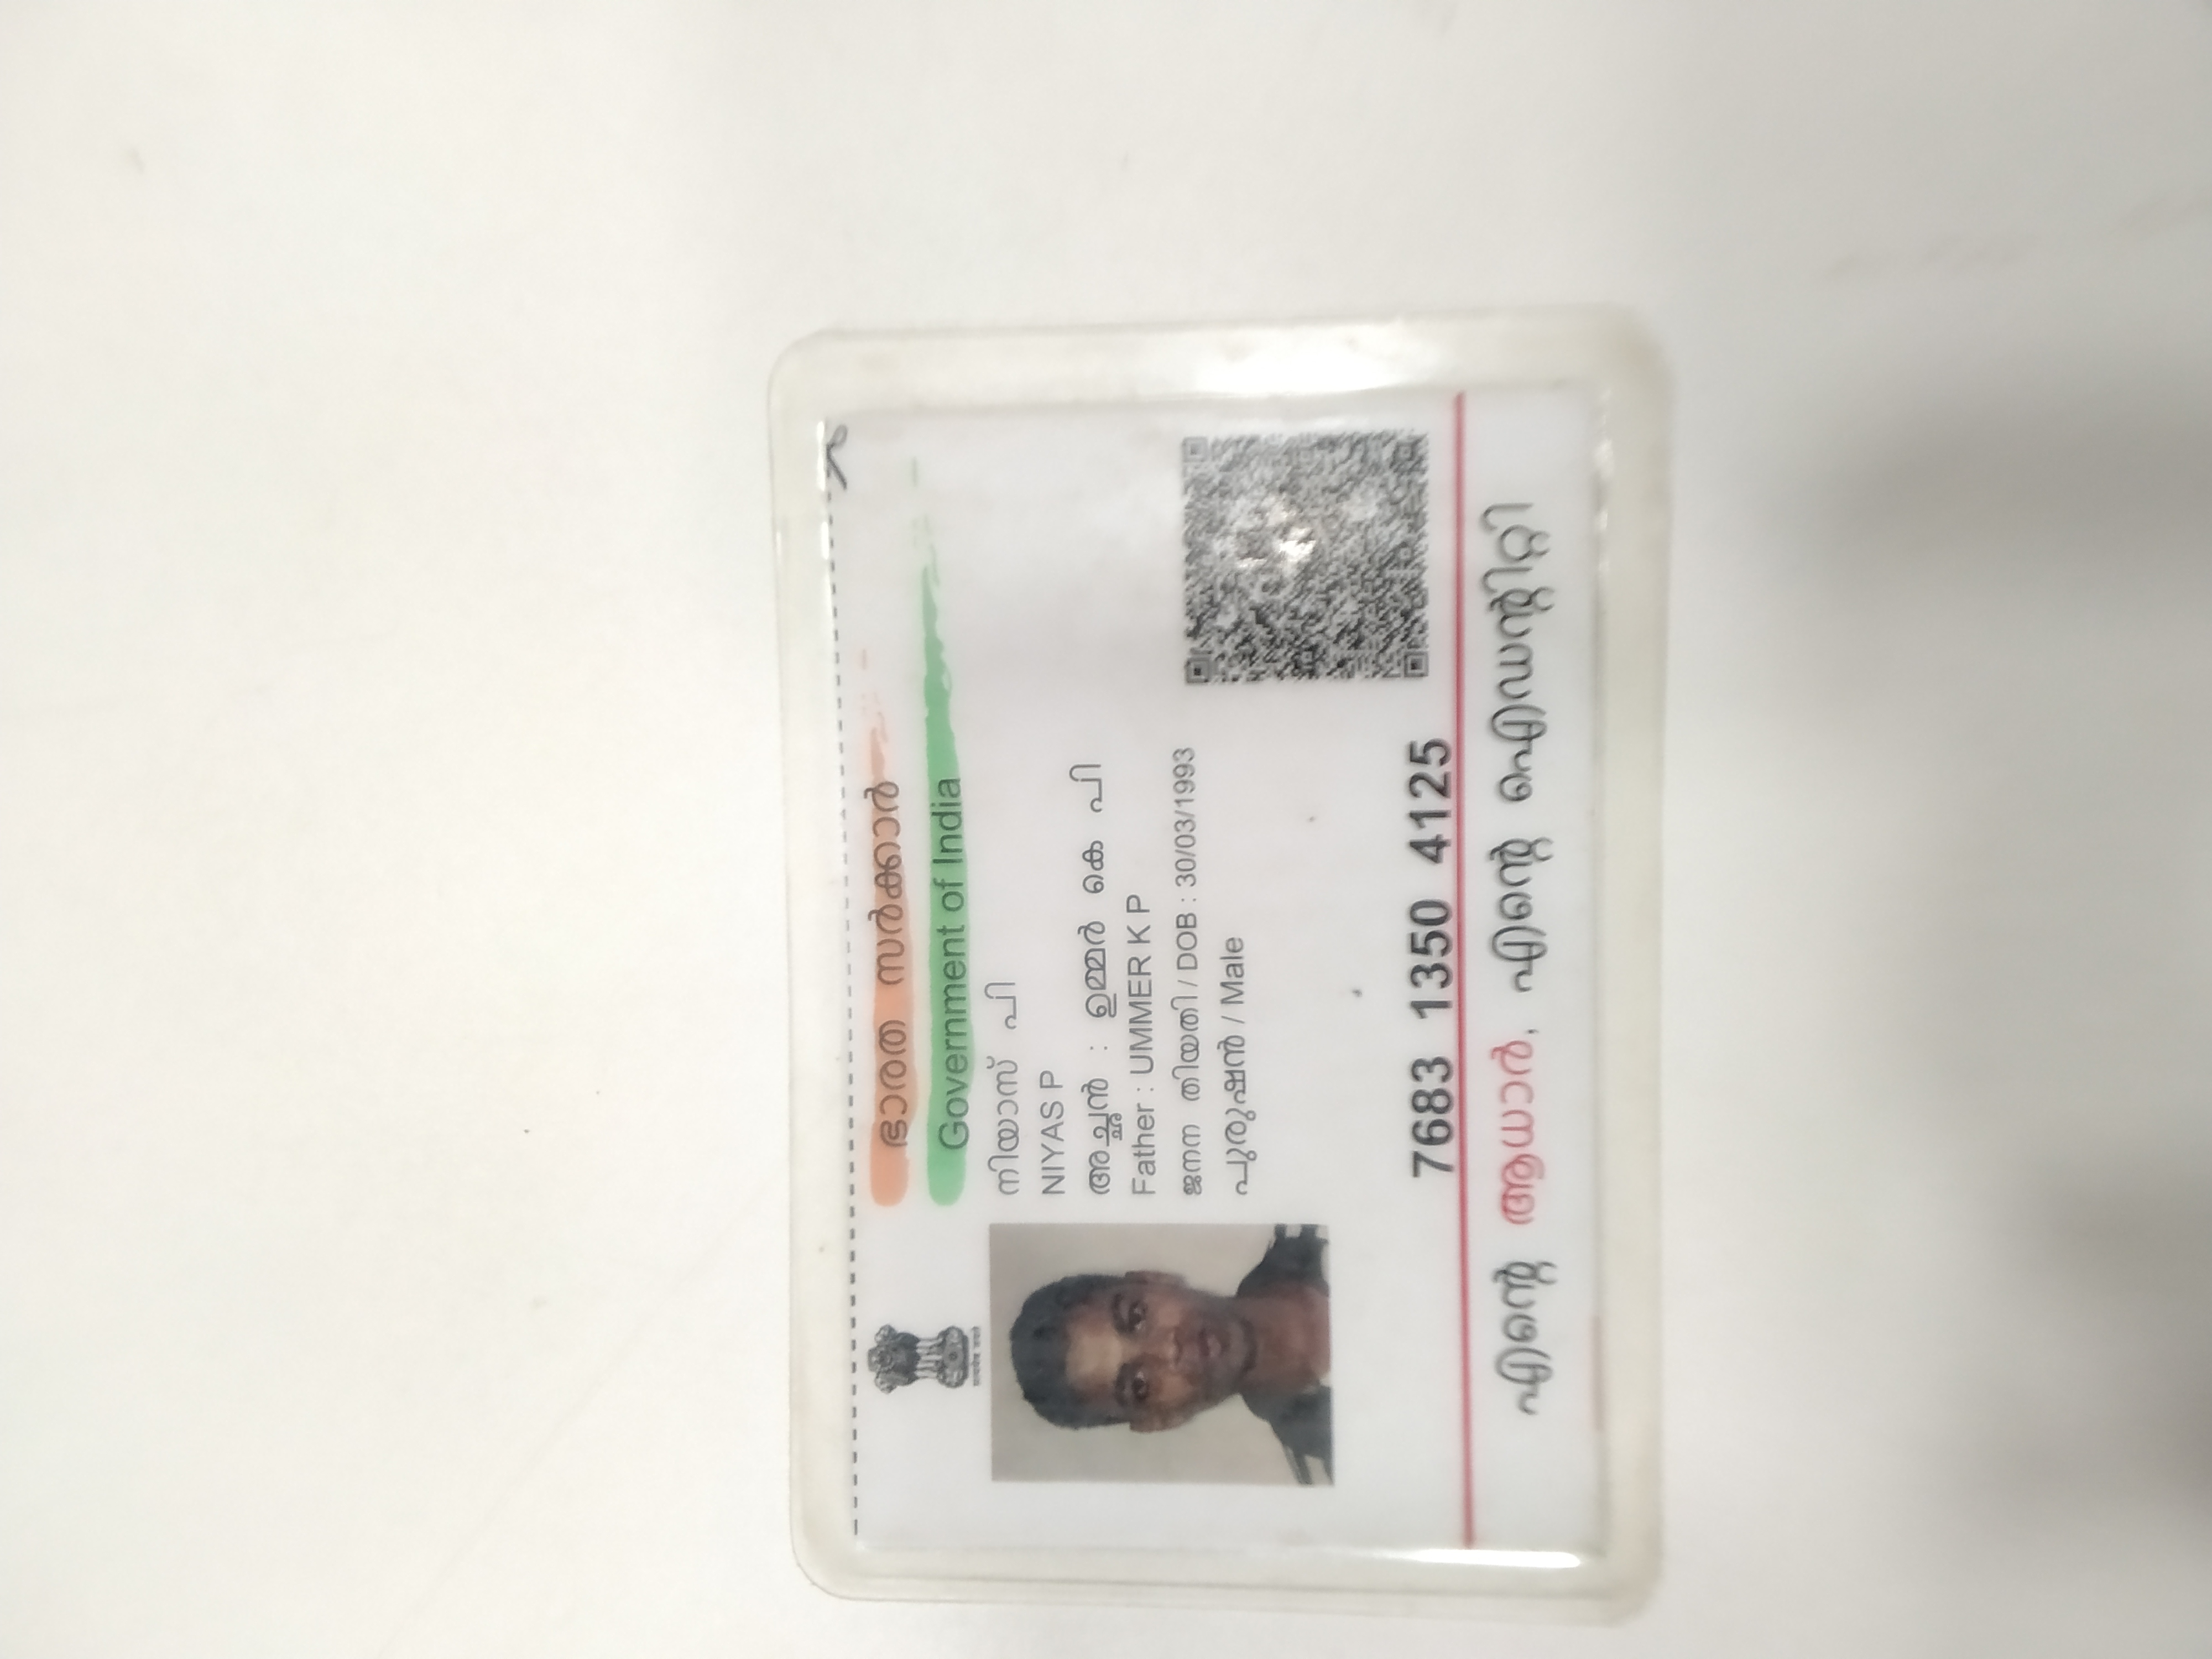 ഭാരത സർക്കാർ
Government of India
നിയാസ് പി
NIYAS P
അച്ഛൻ : ഉമ്മർ കെ പി
Father : UMMER K P
ജനന തിയതി / DOB : 30/03/1993
പുരുഷൻ / Male
7683 1350 4125
എന്റെ ആധാർ, എന്റെ ഐഡന്റിറ്റി